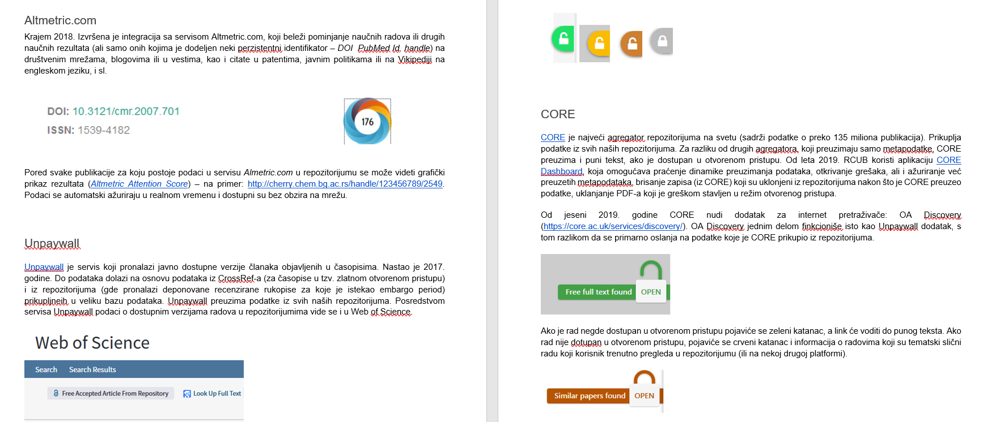 Altmetric.com
Krajem 2018. Izvršena je integracija sa servisom Altmetric.com, koji beleži pominjanje naučnih radova ili drugih
naučnih rezultata (ali samo onih kojima je dodeljen neki perzistentni identifikator – DOI PubMed Id, handle) na
društvenim mrežama, blogovima ili u vestima, kao i citate u patentima, javnim politikama ili na Vikipediji na
engleskom jeziku, i sl.
DOI: 10.3121/cmr.2007.701
ISSN: 1539-4182
176
Pored svake publikacije za koju postoje podaci u servisu Almetric.com u repozitorijumu se može videti grafički
prikaz rezultata (Altmetric Attention Score) – na primer: http://cherry.chem.bg.ac.rs/handle/123456789/2549.
Podaci se automatski ažuriraju u realnom vremenu i dostupni su bez obzira na mrežu.
Unpaywall
Unpaywall je servis koji pronalazi javno dostupne verzije članaka objavljenih u časopisima. Nastao je 2017.
godine. Do podataka dolazi na osnovu podataka iz CrossRef-a (za časopise u tzv. zlatnom otvorenom pristupu)
i iz repozitorijuma (gde pronalazi deponovane recenzirane rukopise za koje je istekao embargo period)
prikupljneih u veliku bazu podataka. Unpaywall preuzima podatke iz svih naših repozitorijuma. Posredstvom
servisa Unpaywall podaci o dostupnim verzijama radova u repozitorijumima vide se i u Web of Science.
Web of Science
Search Search Results
Free Accepted Article From Repository Look Up Full Text
CORE
CORE je najveći agregator repozitorijuma na svetu (sadrži podatke o preko 135 miliona publikacija). Prikuplja
podatke iz svih naših repozitorijuma. Za razliku od drugih agregatora, koji preuzimaju samo metapodatke, CORE
preuzima i puni tekst, ako je dostupan u otvorenom pristupu. Od leta 2019. RCUB koristi aplikaciju CORE
Dashboard, koja omogućava praćenje dinamike preuzimanja podataka, otkrivanje grešaka, ali i ažuriranje već
preuzetih metapodataka, brisanje zapisa (iz CORE) koji su uklonjeni iz repozitorijuma nakon što je CORE preuzeo
podatke, uklanjanje PDF-a koji je greškom stavljen u režim otvorenog pristupa.
Od jeseni 2019. godine CORE nudi dodatak za internet pretraživače: OA Discovery
(https://core.ac.uk/services/discovery/). OA Discovery jednim delom finkcioniše isto kao Unpaywall dodatak, s
tom razlikom da se primarno oslanja na podatke koje je CORE prikupio iz repozitorijuma.
Free full text found OPEN
Ako je rad negde dostupan u otvorenom pristupu pojaviće se zeleni katanac, a link će voditi do punog teksta. Ako
rad nije dotupan u otvorenom pristupu, pojaviće se crveni katanac i informacija o radovima koji su tematski slični
radu koji korisnik trenutno pregleda u repozitorijumu (ili na nekoj drugoj platformi).
Similar papers found OPEN